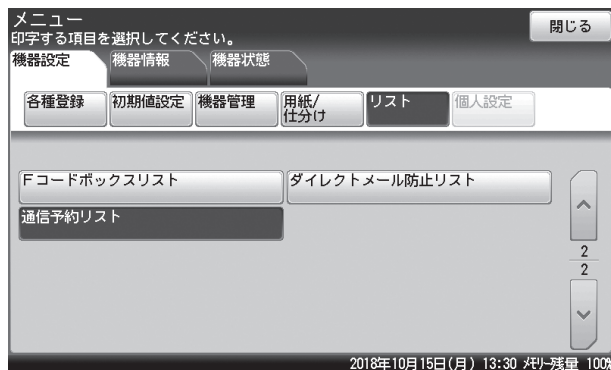 メニュー
閉じる
印字する項目を選択してください。
機器設定
機器情報
機器状態
各種登録
初期値設定
機器管理
用紙/
仕分け
リスト
個人設定
Fコードボックスリスト
ダイレクトメール防止リスト
通信予約リスト
2
2
2018年10月15日(月) 13:30 メモリー残量 100%